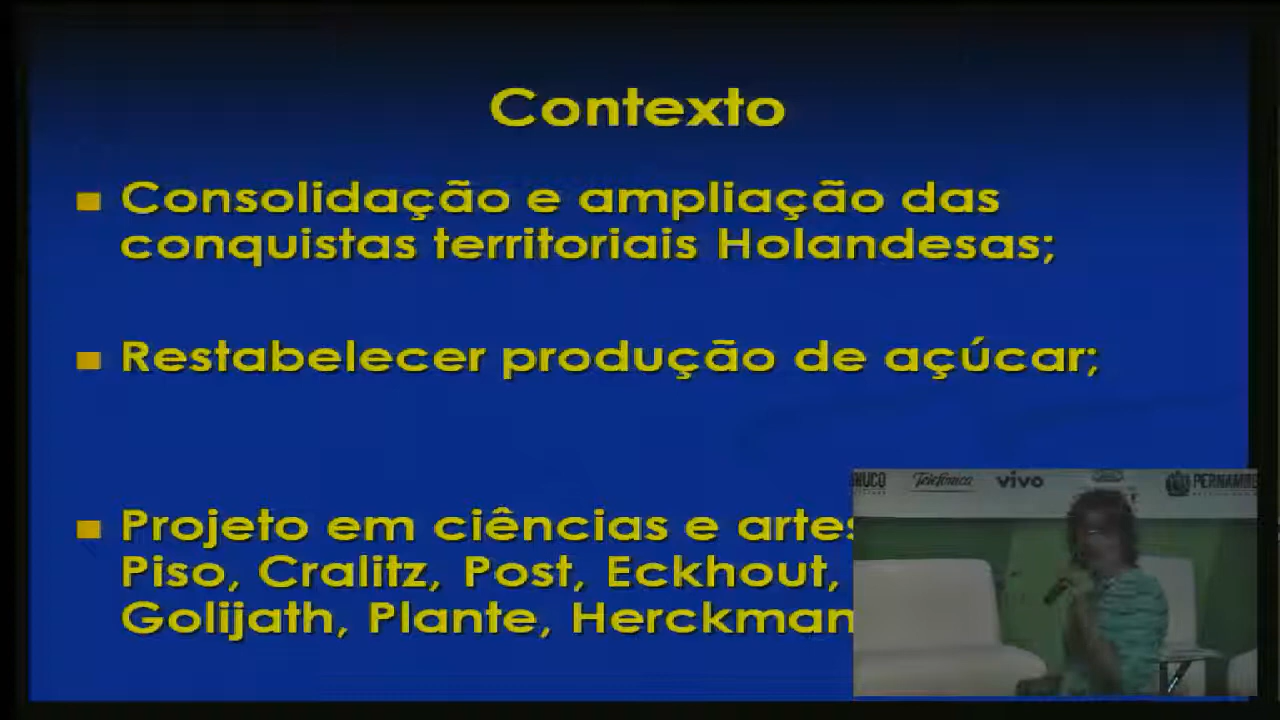 Contexto
Consolidação e ampliação das
conquistas territoriais Holandesas;
Restabelecer produção de açúcar;
Projeto em ciências e artes
Piso, Cralitz, Post, Eckhout,
Golijath, Plante, Herckman
Telefonica vivo